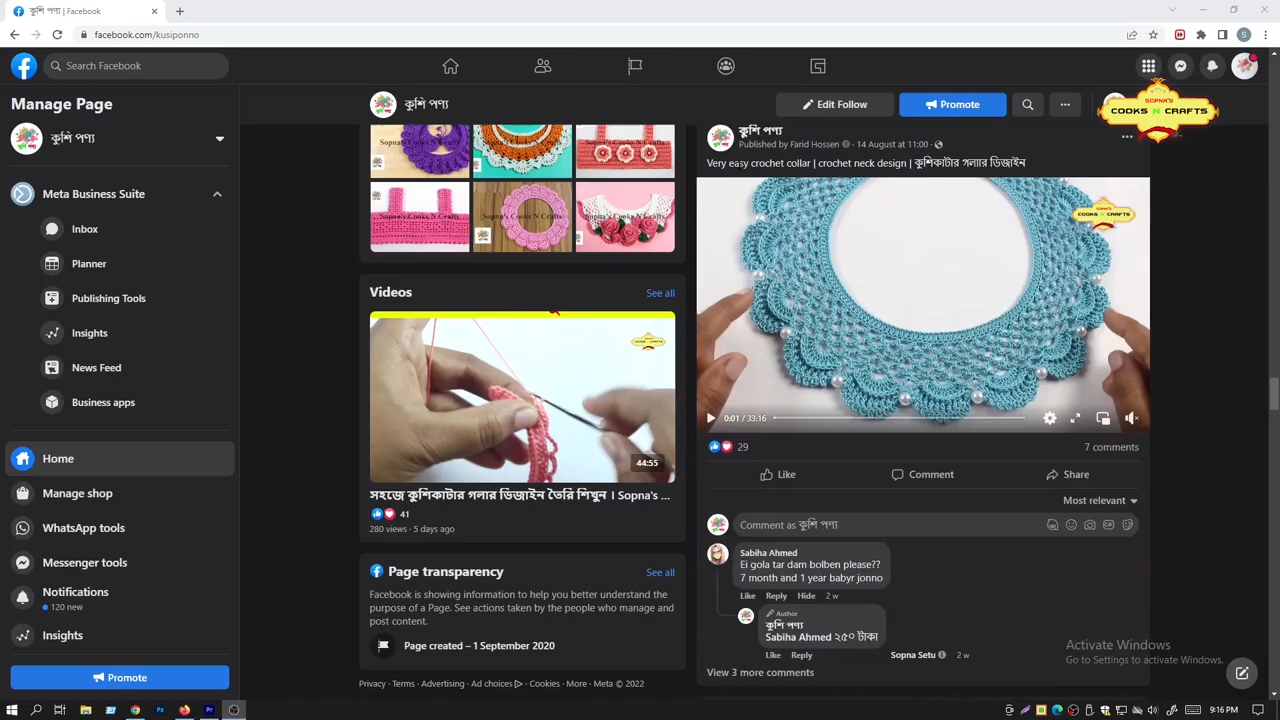 কুশি পণ্য | Facebook
facebook.com/kusiponno
Search Facebook
Manage Page
কুশি পণ্য
Meta Business Suite
Inbox
Planner
Publishing Tools
Insights
News Feed
Business apps
Home
Manage shop
WhatsApp tools
Messenger tools
Notifications
120 new
Insights
Promote
কুশি পণ্য
Edit Follow
Promote
SOPNA'S
COOKS N CRAFTS
Sopna's Cooks N Crafts
Videos
See all
44:55
সহজে কুশিকাটার গলার ডিজাইন তৈরি শিখুন । Sopna's ...
41
280 views · 5 days ago
Page transparency
See all
Facebook is showing information to help you better understand the
purpose of a Page. See actions taken by the people who manage and
post content.
Page created – 1 September 2020
Privacy · Terms · Advertising · Ad choices · Cookies · More · Meta © 2022
কুশি পণ্য
Published by Farid Hossen · 14 August at 11:00 ·
Very easy crochet collar | crochet neck design | কুশিকাটার গলার ডিজাইন
COOKS N CRAFTS
0:01 / 33:16
29
7 comments
Like
Comment
Share
Most relevant
Comment as কুশি পণ্য
Sabiha Ahmed
Ei gola tar dam bolben please??
7 month and 1 year babyr jonno
Like Reply Hide 2 w
Author
কুশি পণ্য
Sabiha Ahmed ২৫০ টাকা
Like Reply Sopna Setu 2 w
View 3 more comments
Activate Windows
Go to Settings to activate Windows.
9:16 PM